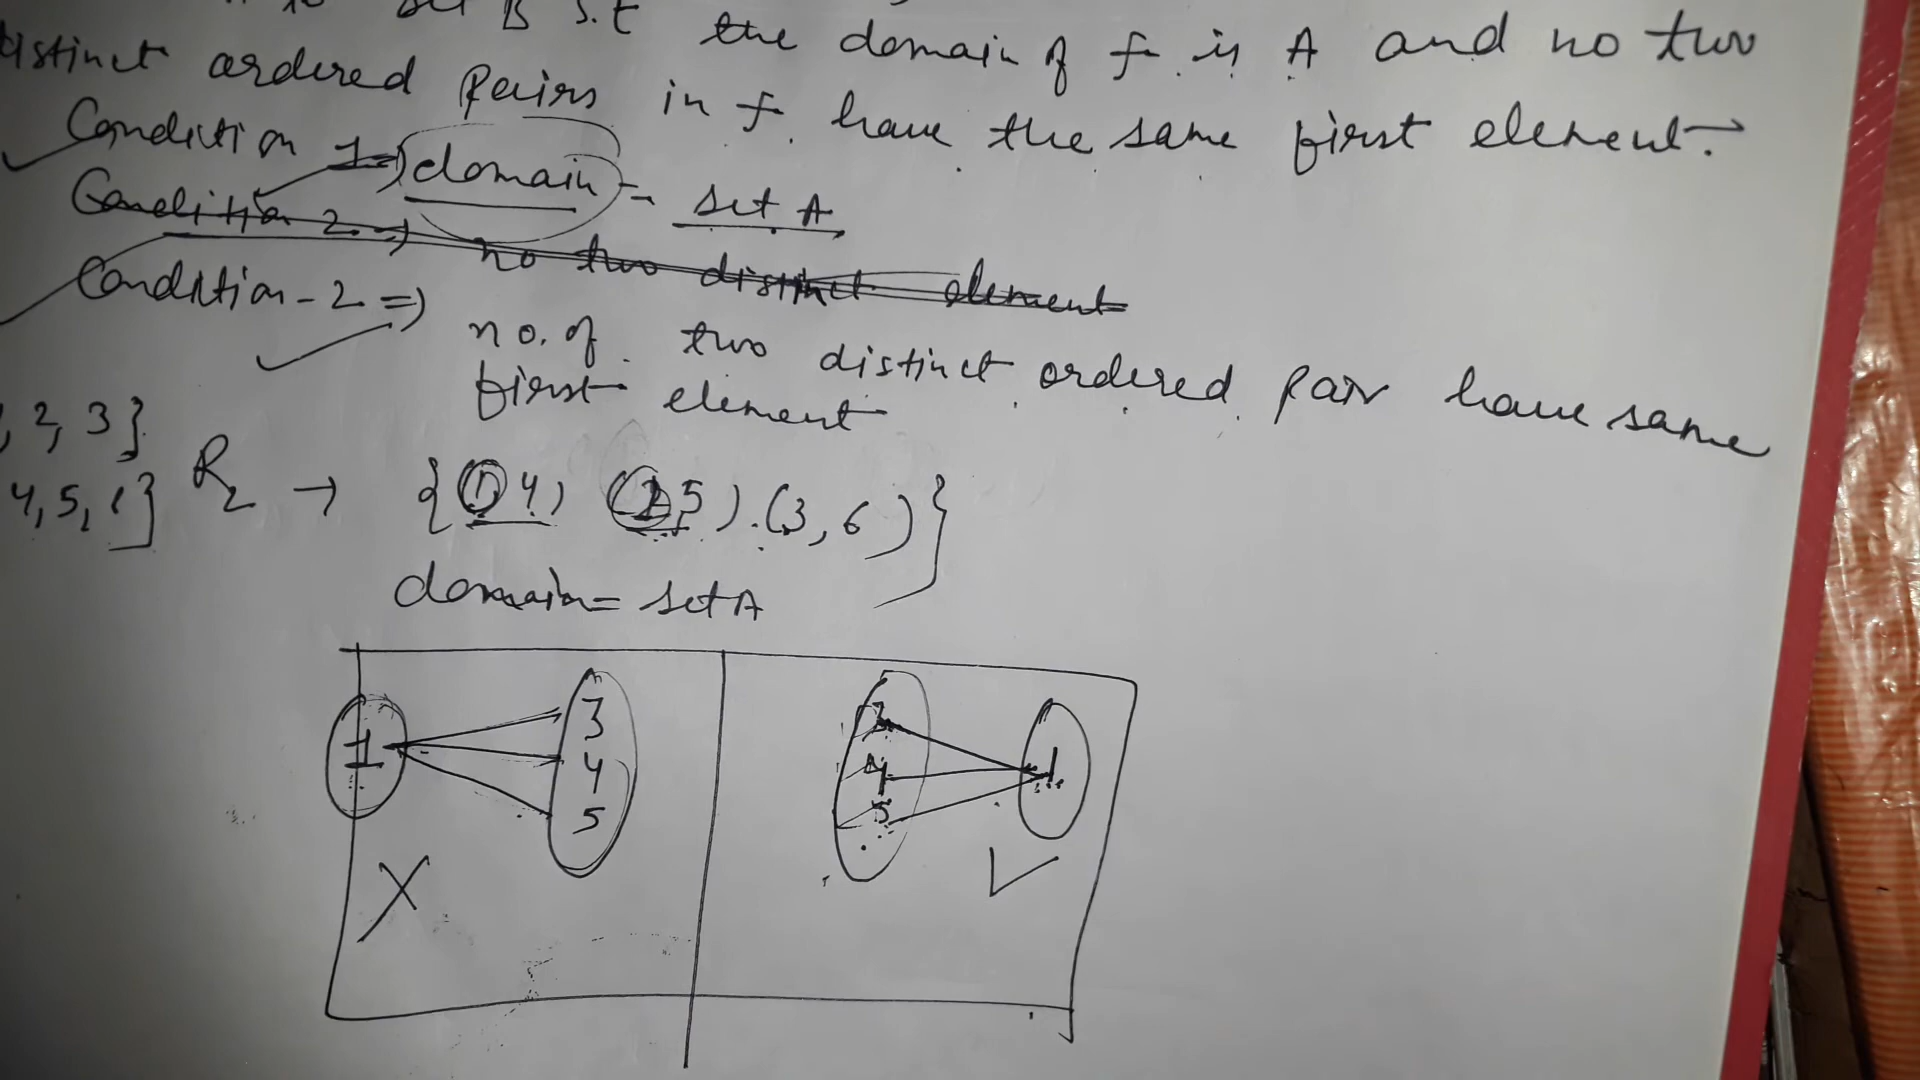 B s.t the domain of f is A and no two
distinct ordered pairs in f have the same first element.
Condition 1 => domain = set A
Condition 2 => no two distinct element
Condition - 2 =>
no. of two distinct ordered pair have same
first element
, 2, 3}
4, 5, } R2 → {(1, 4) ( 5) . (3, 6)}
domain = set A
1 3 4 5
4 5 1
X ✓